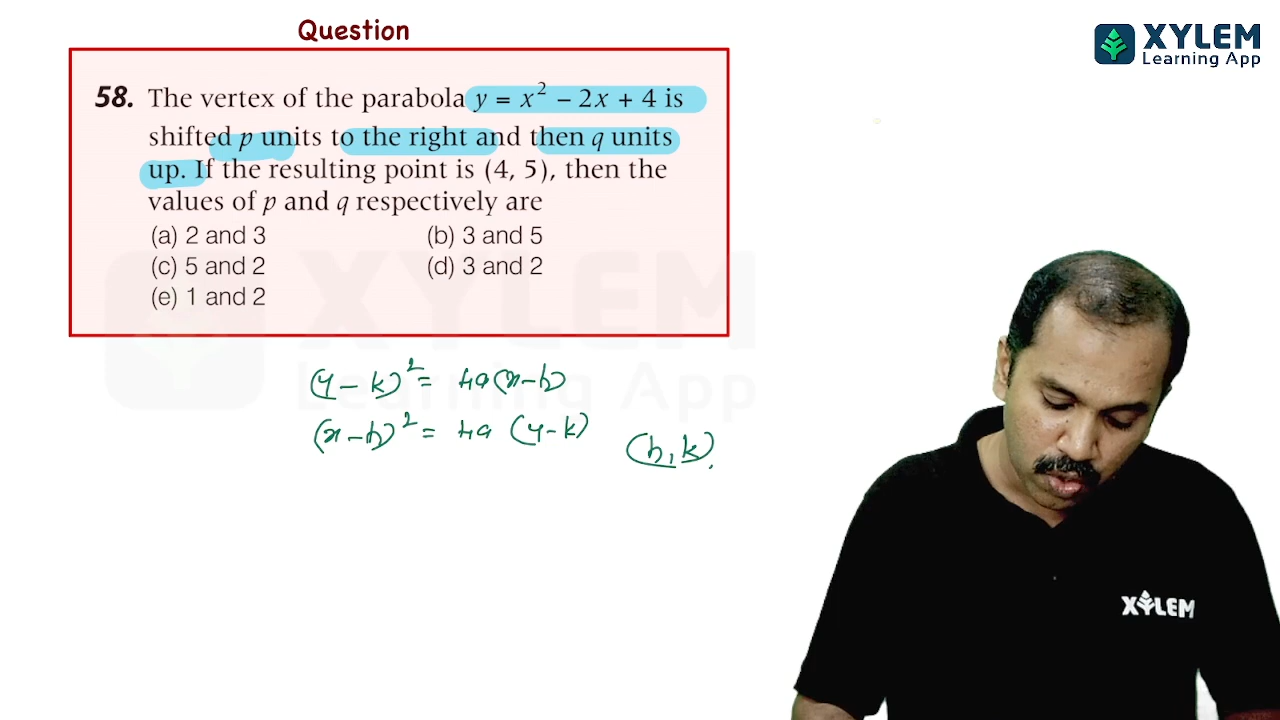 Question
XYLEM
Learning App
58. The vertex of the parabola y = x² − 2x + 4 is
shifted p units to the right and then q units
up. If the resulting point is (4, 5), then the
values of p and q respectively are
(a) 2 and 3
(b) 3 and 5
(c) 5 and 2
(d) 3 and 2
(e) 1 and 2
XYLEM
Learning App
(y − k)² = 4a(x−h)
(x−h)² = 4a (y−k)
(h, k)
XYLEM